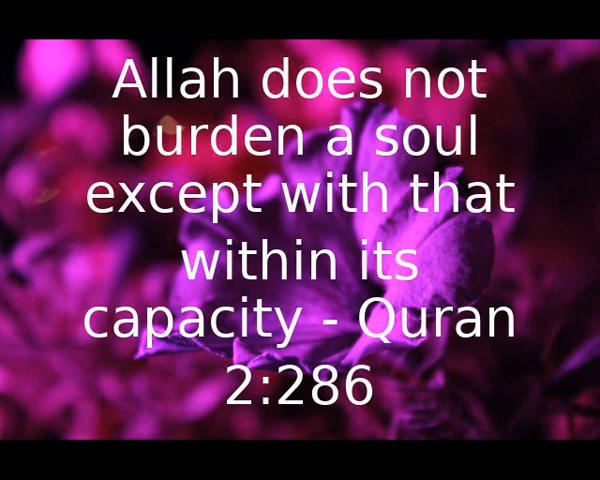 Allah does not
burden a soul
except with that
within its
capacity - Quran
2:286